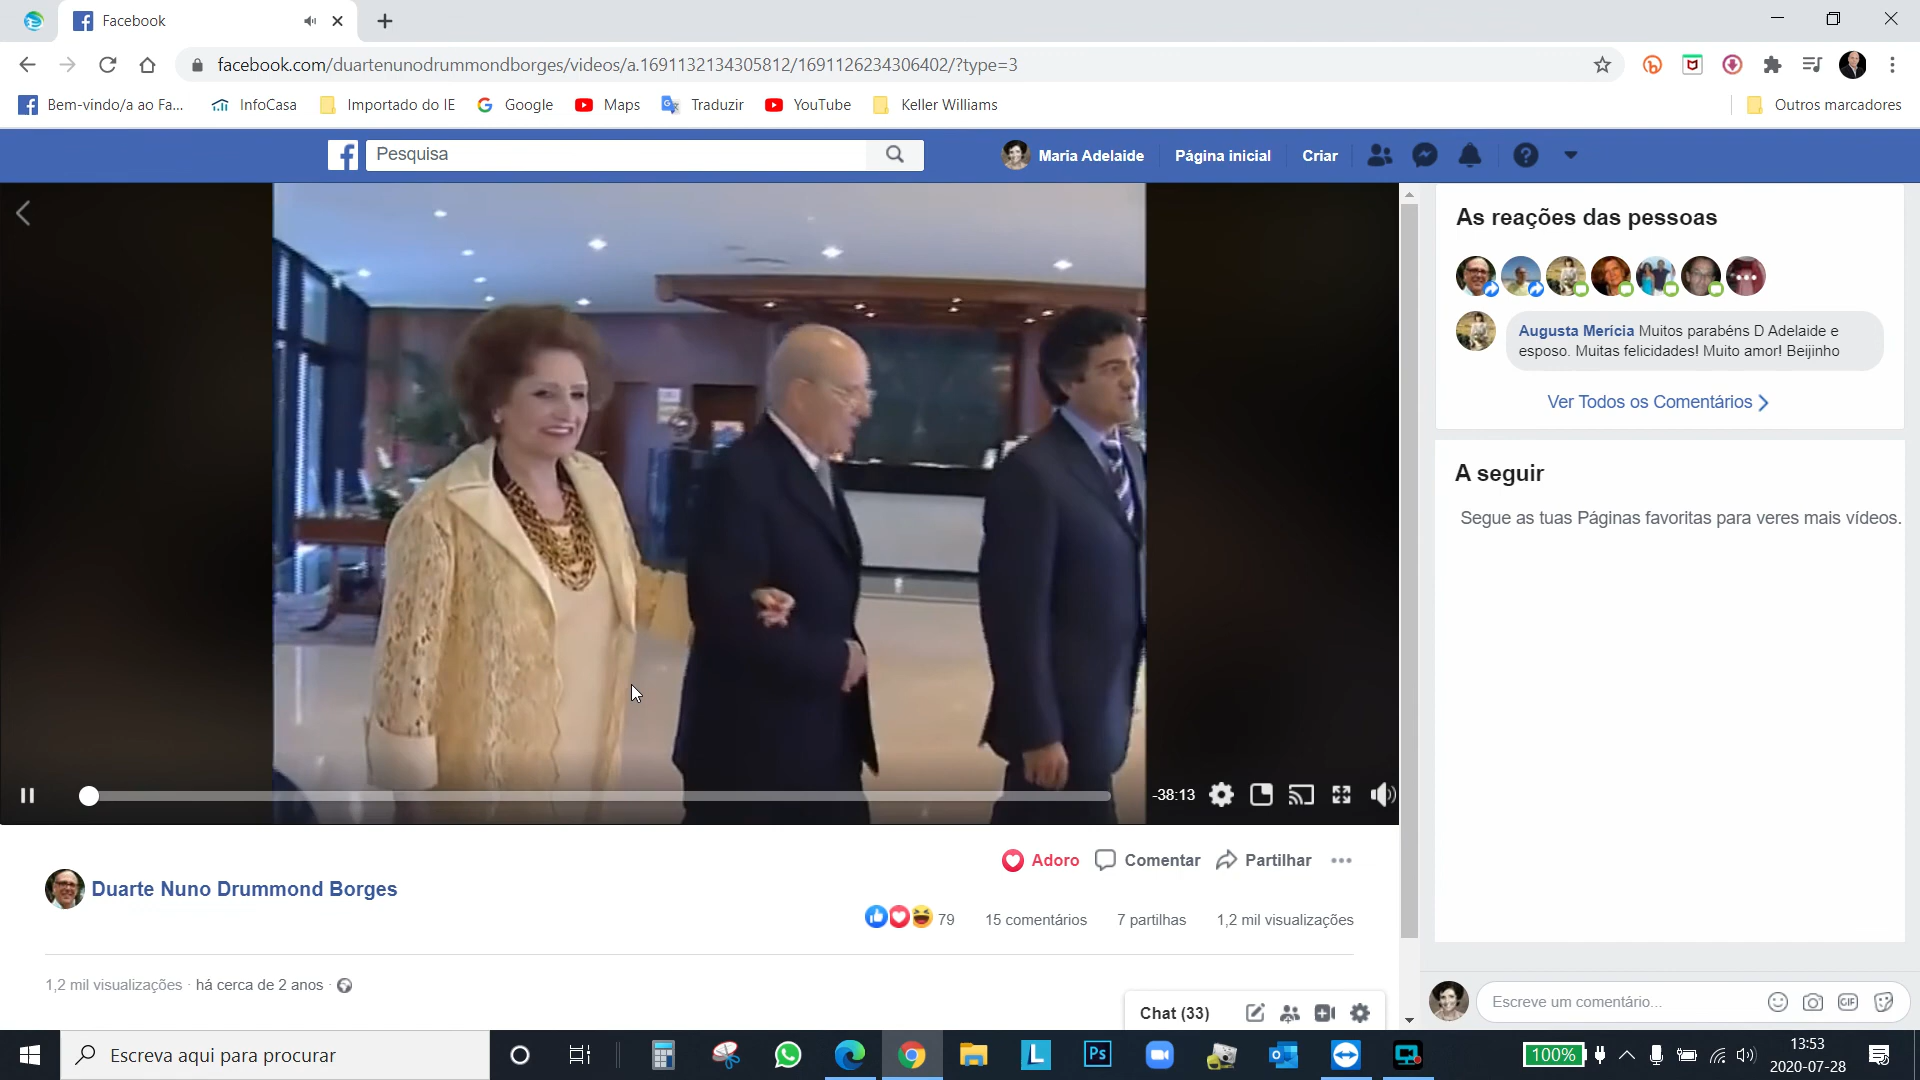 Facebook
facebook.com/duartenunodrummondborges/videos/a.1691132134305812/1691126234306402/?type=3
Bem-vindo/a ao Fa... InfoCasa Importado do IE Google Maps Traduzir YouTube Keller Williams Outros marcadores
Pesquisa
Maria Adelaide Página inicial Criar
-38:13
As reações das pessoas
Augusta Merícia Muitos parabéns D Adelaide e
esposo. Muitas felicidades! Muito amor! Beijinho
Ver Todos os Comentários
A seguir
Segue as tuas Páginas favoritas para veres mais vídeos.
Adoro Comentar Partilhar
Duarte Nuno Drummond Borges
79 15 comentários 7 partilhas 1,2 mil visualizações
1,2 mil visualizações · há cerca de 2 anos ·
Chat (33)
Escreve um comentário...
GIF
Escreva aqui para procurar
L
Ps
100%
13:53
2020-07-28